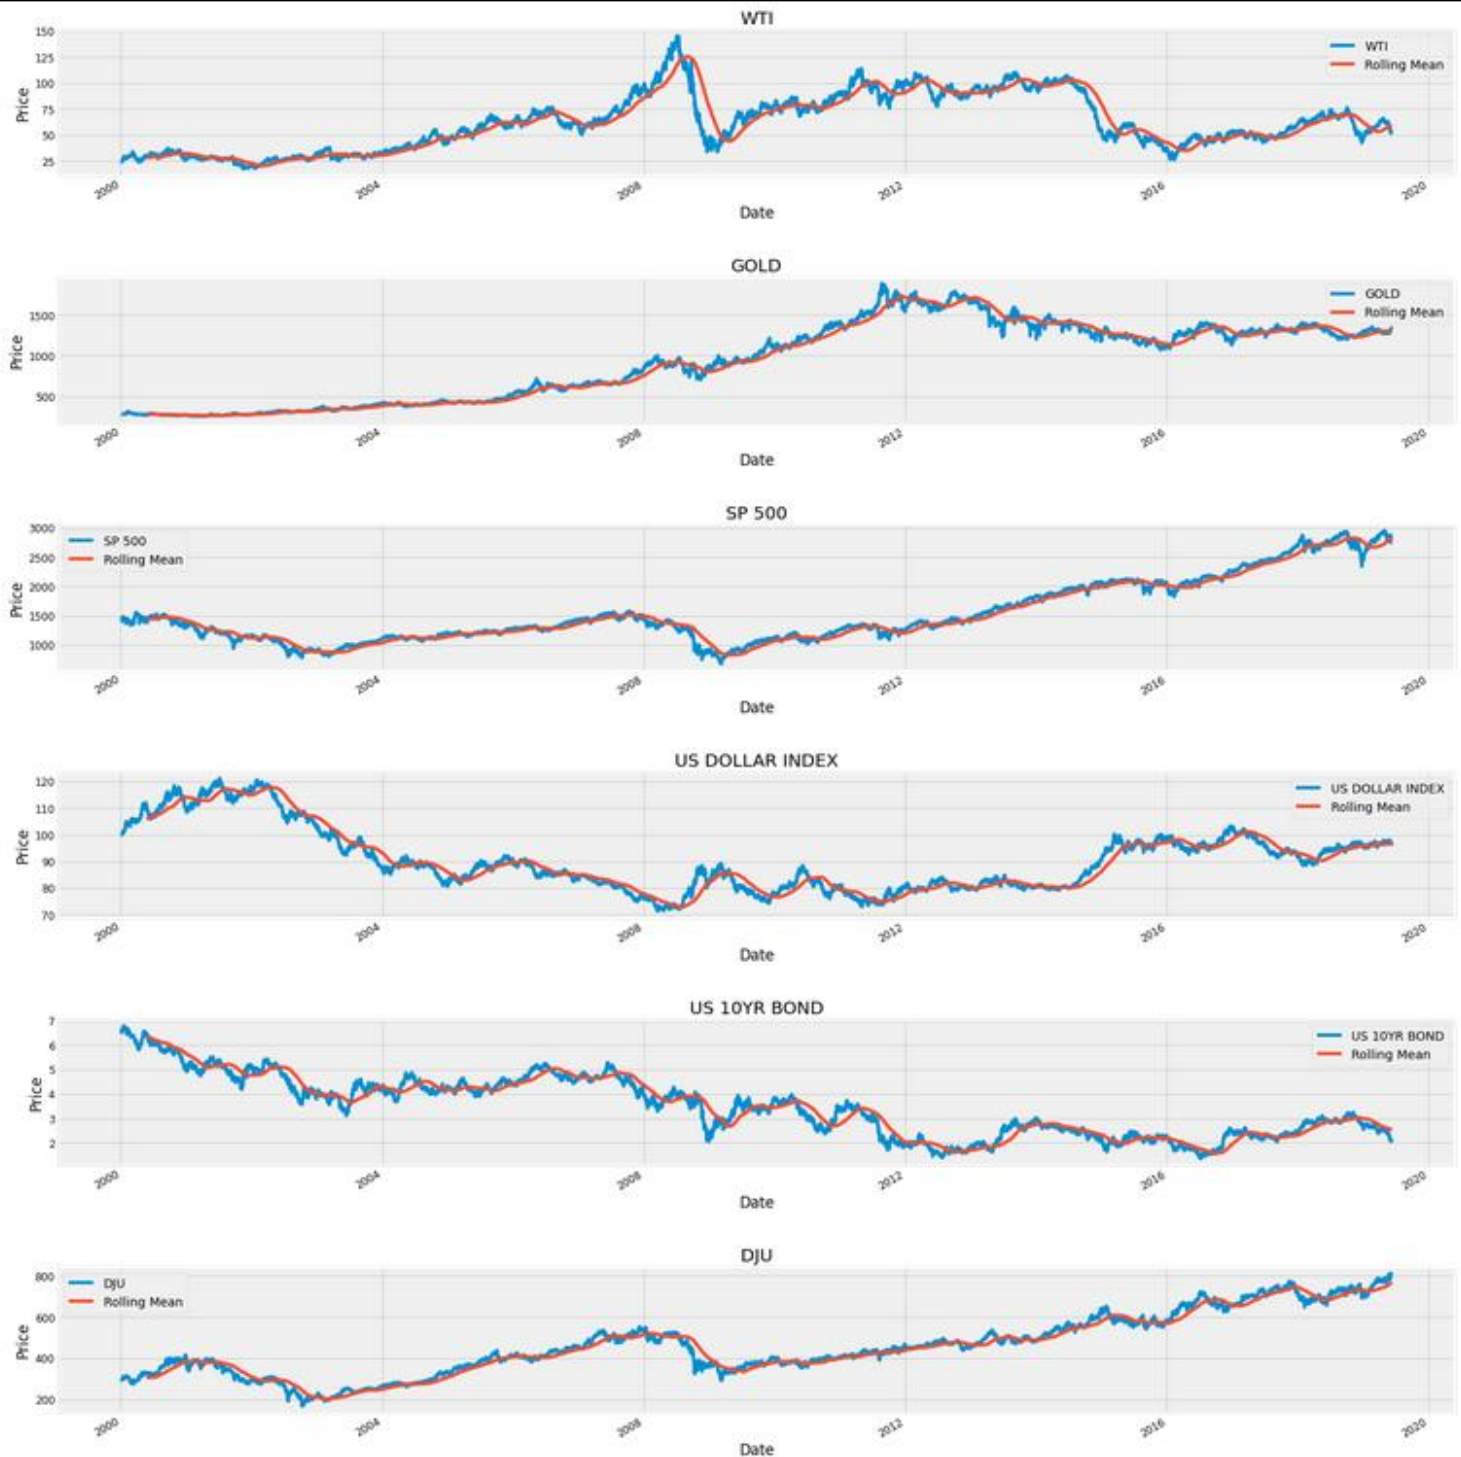 WTI
150
125
100
75
50
25
Price
WTI
Rolling Mean
2000
2004
2008
2012
2016
2020
Date
GOLD
1500
1000
500
Price
GOLD
Rolling Mean
2000
2004
2008
2012
2016
2020
Date
SP 500
3000
2500
2000
1500
1000
Price
SP 500
Rolling Mean
2000
2004
2008
2012
2016
2020
Date
US DOLLAR INDEX
120
110
100
90
80
70
Price
US DOLLAR INDEX
Rolling Mean
2000
2004
2008
2012
2016
2020
Date
US 10YR BOND
7
6
5
4
3
2
Price
US 10YR BOND
Rolling Mean
2000
2004
2008
2012
2016
2020
Date
DJU
800
600
400
200
Price
DJU
Rolling Mean
2000
2004
2008
2012
2016
2020
Date